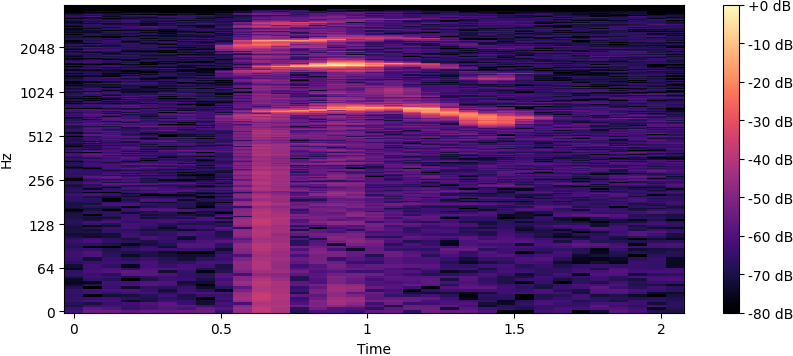 +0 dB
-10 dB
-20 dB
-30 dB
-40 dB
-50 dB
-60 dB
-70 dB
-80 dB
Hz
2048
1024
512
256
128
64
0
0 0.5 1 1.5 2
Time